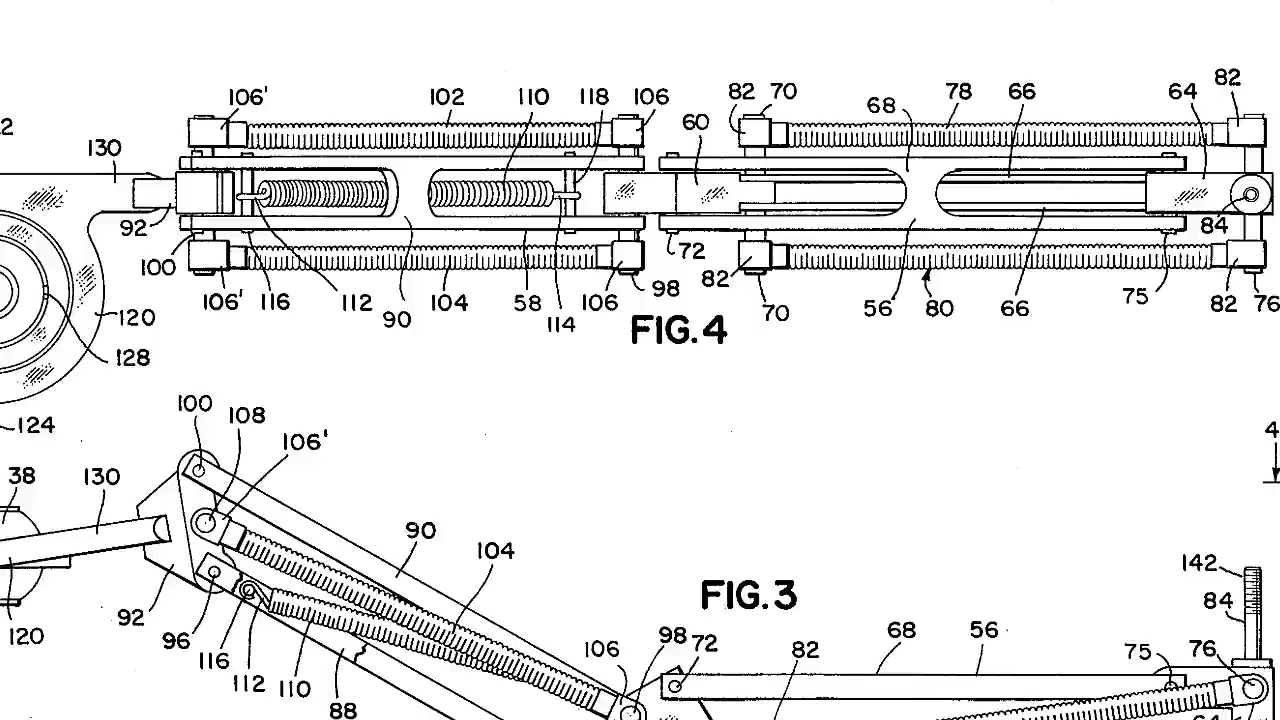 106' 102 110 118 106 82 70 68 78 66 64 82
130 60
92 84
100 72
106' 116 112 90 104 58 114 106 98 82 70 56 80 66 75 82 76
FIG.4
120
128
124
100 108 106'
38 130
90
104
142
84
FIG.3
92
120 96
116 112 110 88
106 98 72 82 68 56 75 76
4